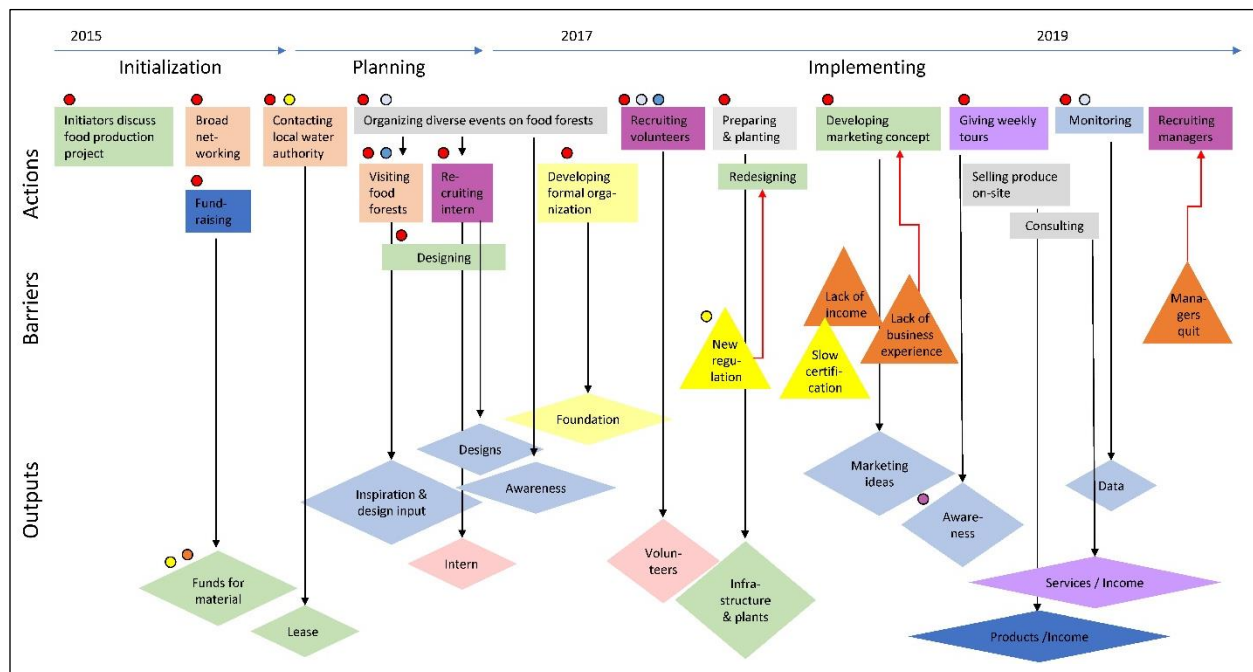 2015
2017
2019
Initialization
Planning
Implementing
Actions
Barriers
Outputs
Initiators discuss
food production
project
Broad
net-
working
Contacting
local water
authority
Organizing diverse events on food forests
Recruiting
volunteers
Preparing
& planting
Developing
marketing concept
Giving weekly
tours
Monitoring
Recruiting
managers
Fund-
raising
Visiting
food
forests
Re-
cruiting
intern
Developing
formal orga-
nization
Redesigning
Selling produce
on-site
Consulting
Designing
Lack of
income
Lack of
business
experience
Mana-
gers
quit
New
regu-
lation
Slow
certifi-
cation
Foundation
Designs
Inspiration &
design input
Awareness
Marketing
ideas
Data
Aware-
ness
Intern
Volun-
teers
Funds for
material
Infra-
structure
& plants
Services / Income
Lease
Products /Income